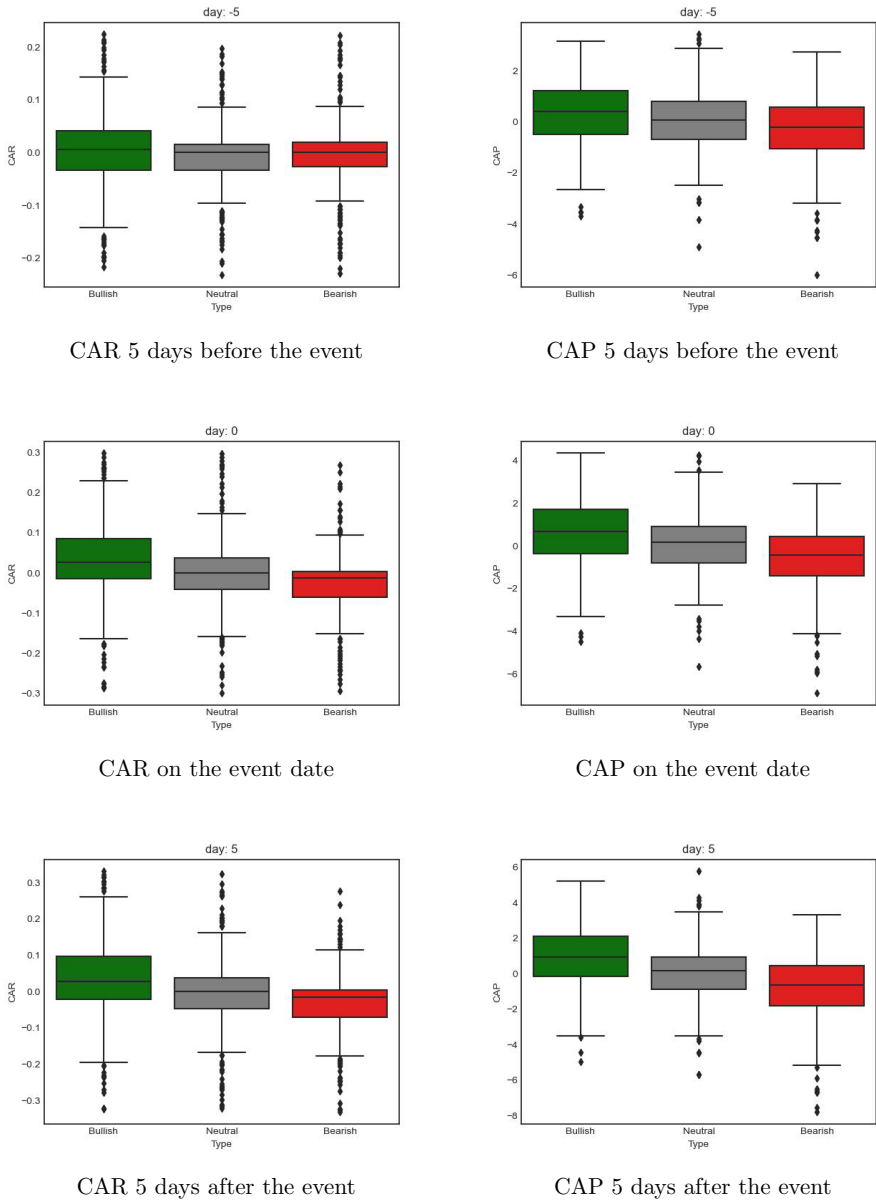 day: -5
0.2
0.1
0.0
−0.1
−0.2
CAR
Bullish Neutral Bearish
Type
CAR 5 days before the event
day: -5
2
0
−2
−4
−6
CAP
Bullish Neutral Bearish
Type
CAP 5 days before the event
day: 0
0.3
0.2
0.1
0.0
−0.1
−0.2
−0.3
CAR
Bullish Neutral Bearish
Type
CAR on the event date
day: 0
4
2
0
−2
−4
−6
CAP
Bullish Neutral Bearish
Type
CAP on the event date
day: 5
0.3
0.2
0.1
0.0
−0.1
−0.2
−0.3
CAR
Bullish Neutral Bearish
Type
CAR 5 days after the event
day: 5
6
4
2
0
−2
−4
−6
−8
CAP
Bullish Neutral Bearish
Type
CAP 5 days after the event